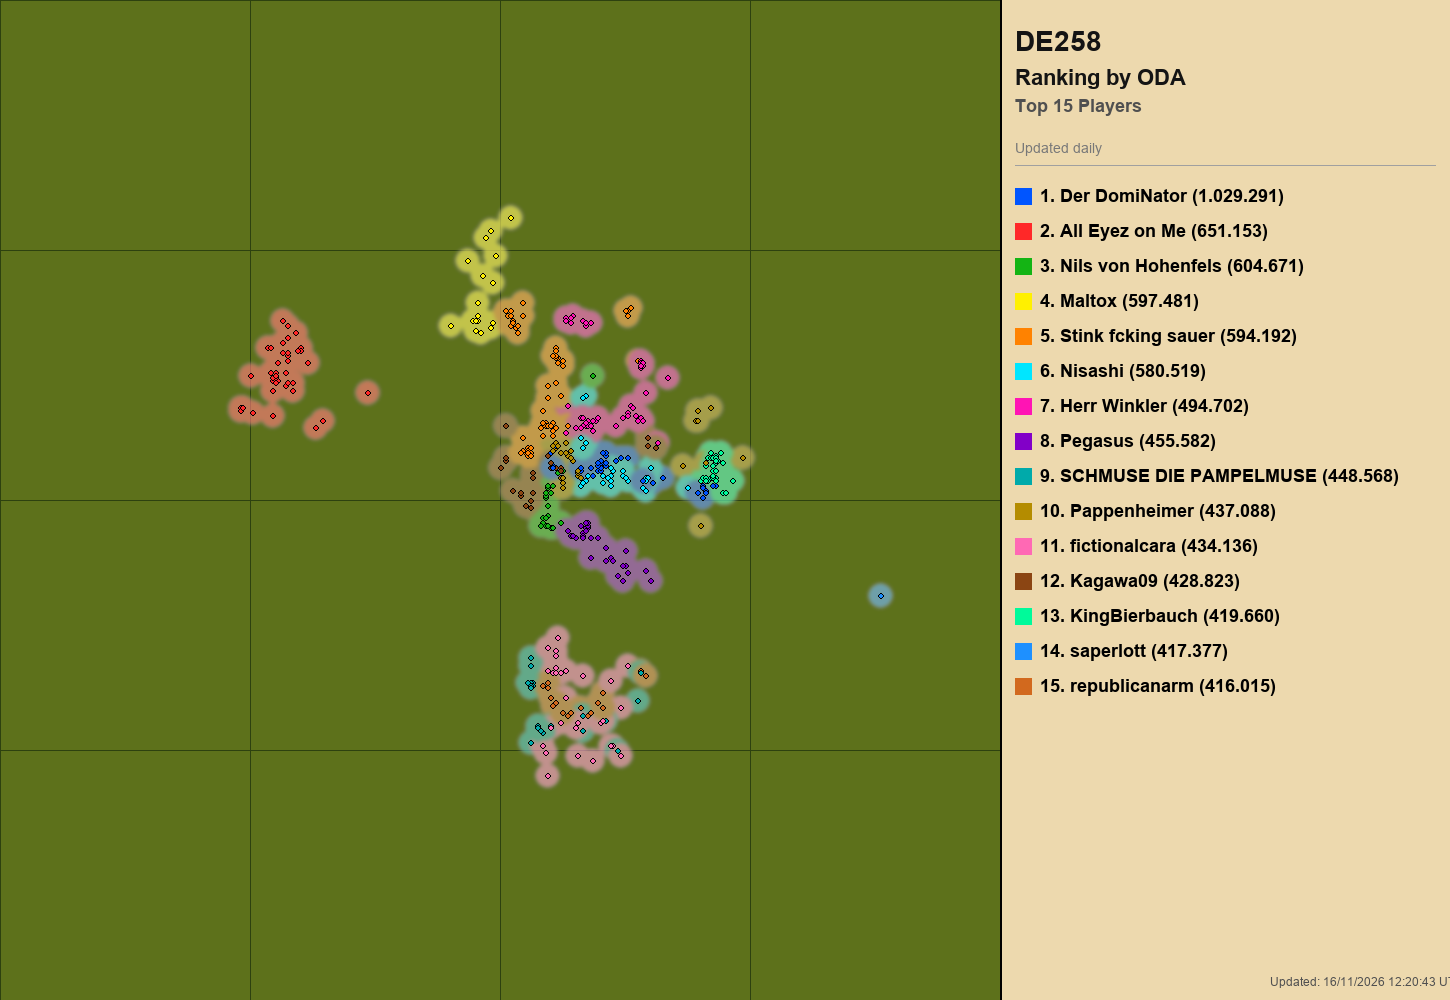 DE258
Ranking by ODA
Top 15 Players
Updated daily
1. Der DomiNator (1.029.291)
2. All Eyez on Me (651.153)
3. Nils von Hohenfels (604.671)
4. Maltox (597.481)
5. Stink fcking sauer (594.192)
6. Nisashi (580.519)
7. Herr Winkler (494.702)
8. Pegasus (455.582)
9. SCHMUSE DIE PAMPELMUSE (448.568)
10. Pappenheimer (437.088)
11. fictionalcara (434.136)
12. Kagawa09 (428.823)
13. KingBierbauch (419.660)
14. saperlott (417.377)
15. republicanarm (416.015)
Updated: 16/11/2026 12:20:43